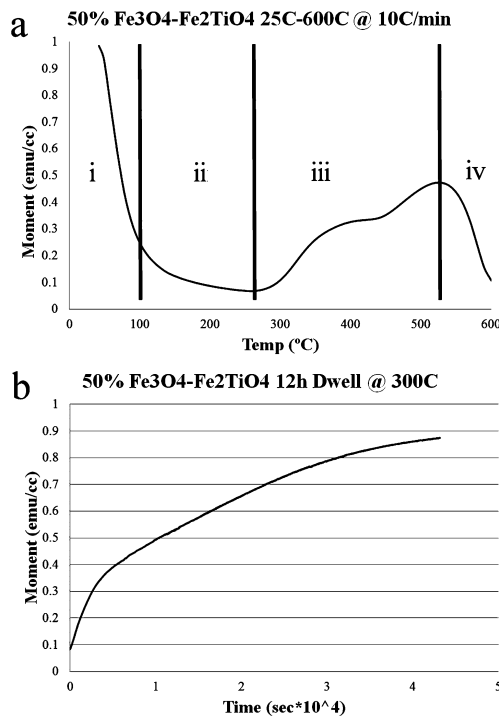 a
50% Fe3O4-Fe2TiO4 25C-600C @ 10C/min
1
0.9
0.8
0.7
0.6
0.5
0.4
0.3
0.2
0.1
0
Moment (emu/cc)
i
ii
iii
iv
0 100 200 300 400 500 600
Temp (ºC)
b
50% Fe3O4-Fe2TiO4 12h Dwell @ 300C
1
0.9
0.8
0.7
0.6
0.5
0.4
0.3
0.2
0.1
0
Moment (emu/cc)
0 1 2 3 4 5
Time (sec*10^4)